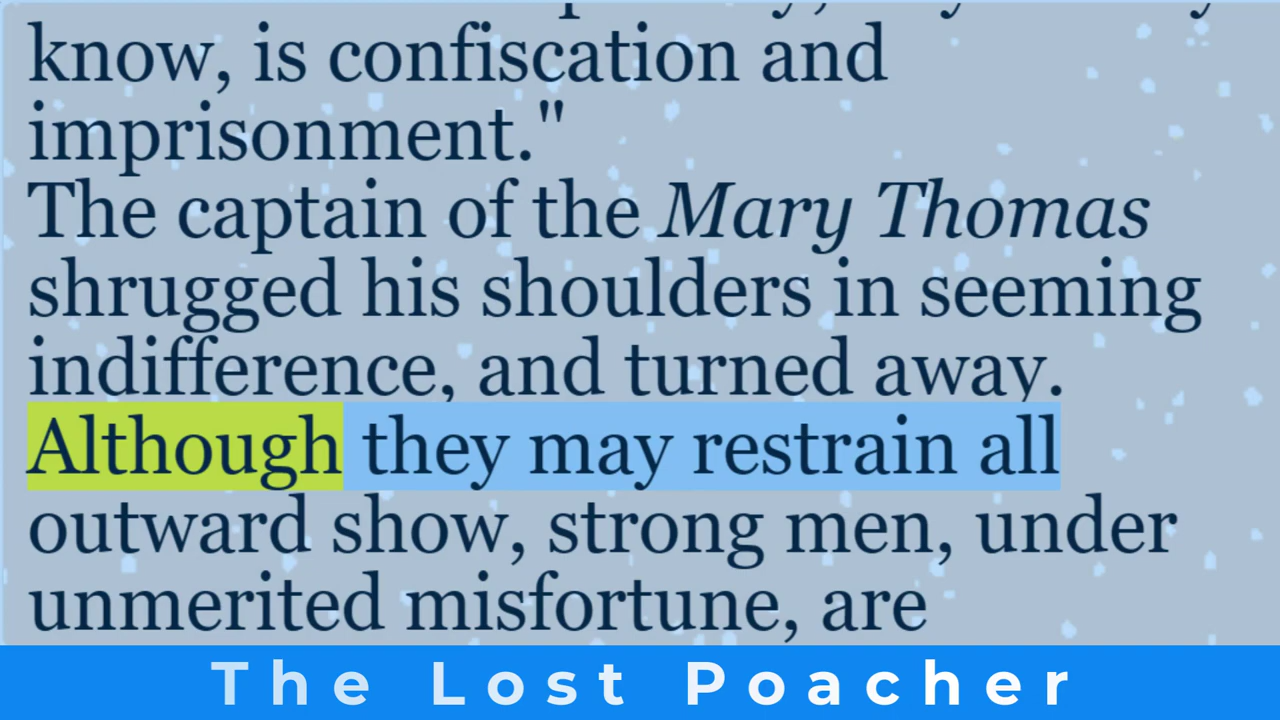 know, is confiscation and
imprisonment."
The captain of the Mary Thomas
shrugged his shoulders in seeming
indifference, and turned away.
Although they may restrain all
outward show, strong men, under
unmerited misfortune, are
The Lost Poacher